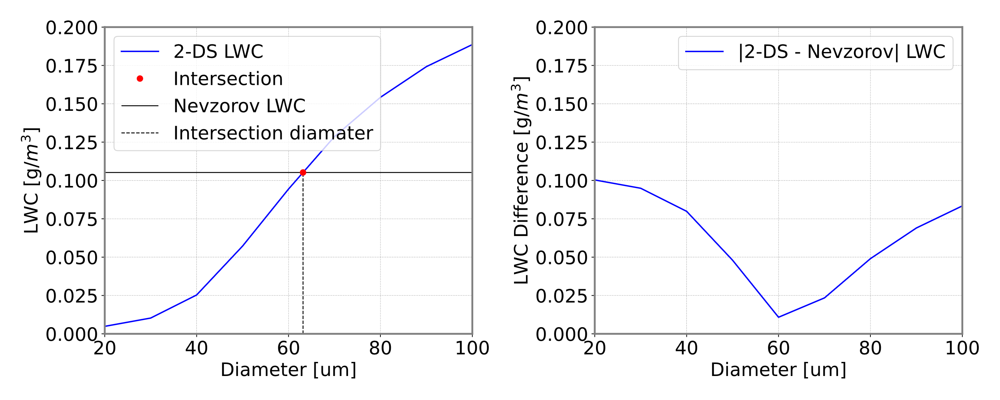 0.200
0.175
0.150
0.125
0.100
0.075
0.050
0.025
0.000
LWC [g/m³]
2-DS LWC
Intersection
Nevzorov LWC
Intersection diamater
20 40 60 80 100
Diameter [um]
0.200
0.175
0.150
0.125
0.100
0.075
0.050
0.025
0.000
LWC Difference [g/m³]
|2-DS - Nevzorov| LWC
20 40 60 80 100
Diameter [um]